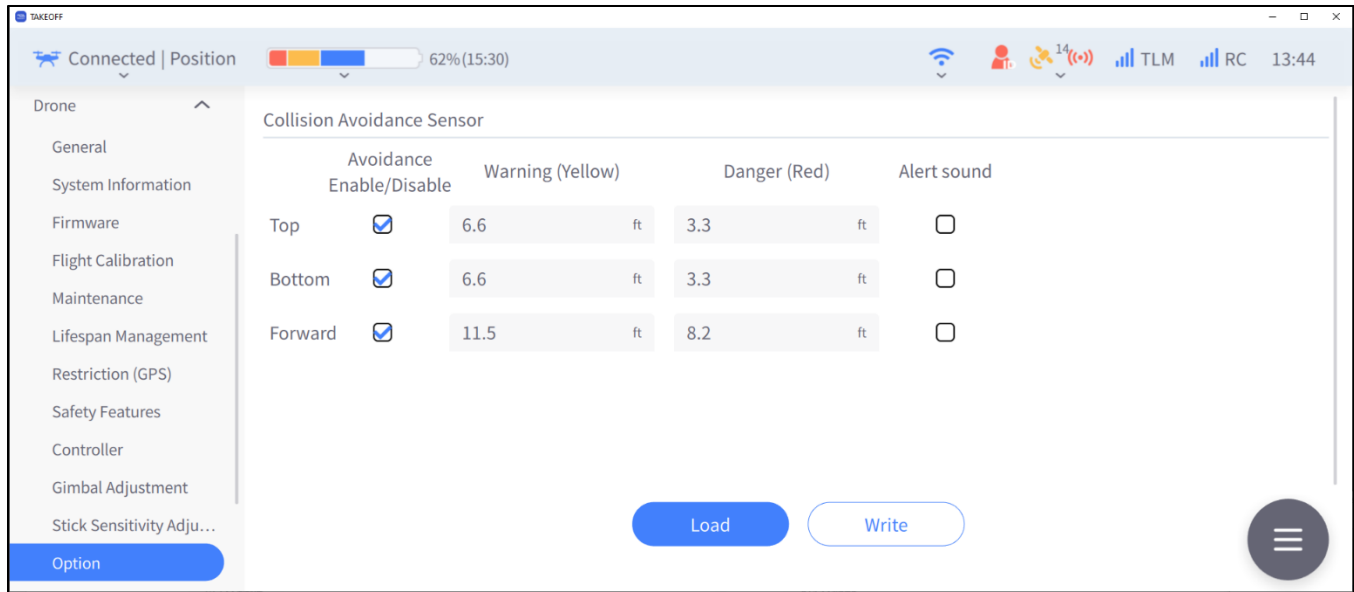 TAKEOFF
Connected | Position
62% (15:30)
14
TLM
RC
13:44
Drone
General
System Information
Firmware
Flight Calibration
Maintenance
Lifespan Management
Restriction (GPS)
Safety Features
Controller
Gimbal Adjustment
Stick Sensitivity Adju...
Option
Collision Avoidance Sensor
Avoidance
Enable/Disable
Warning (Yellow)
Danger (Red)
Alert sound
Top 6.6 ft 3.3 ft
Bottom 6.6 ft 3.3 ft
Forward 11.5 ft 8.2 ft
Load
Write